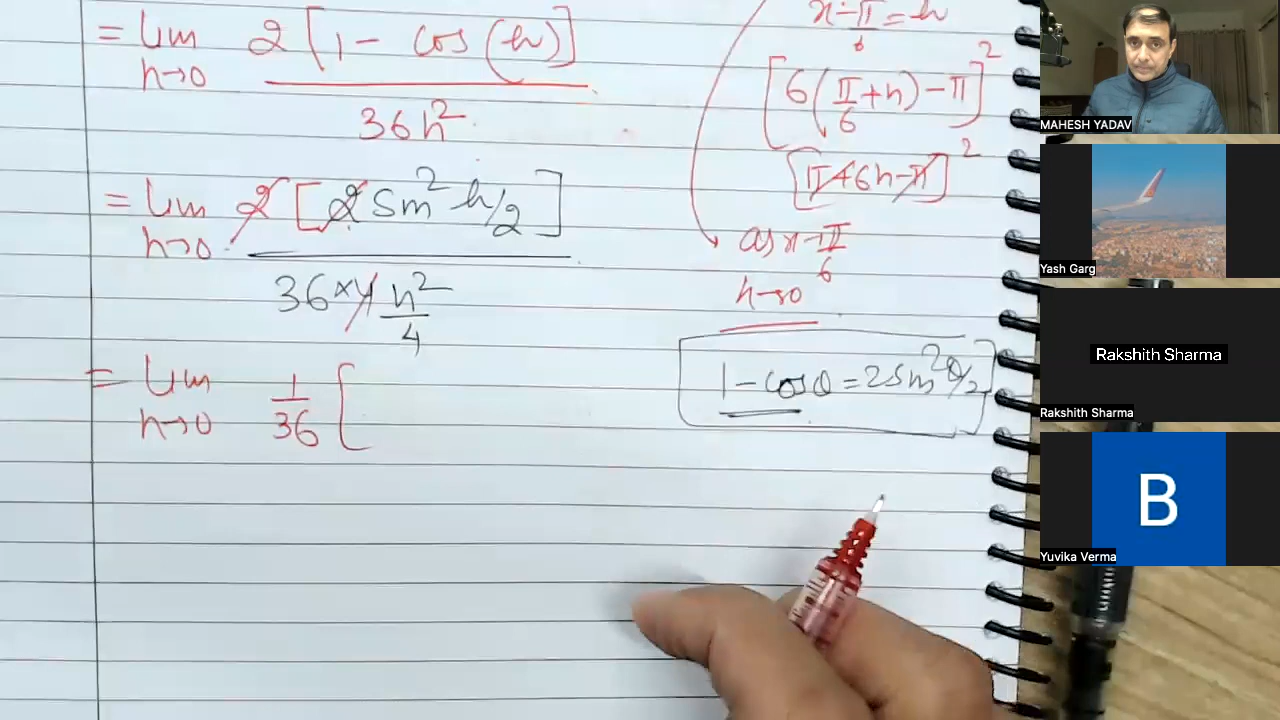 = lim 2 [1 - cos (h)]
h→0 36h²
= lim 2 [2 sin² h/2]
h→0 36×4 h²/4
= lim 1/36 [
h→0
x - π/6 = h
[6(π/6 + h) - π]²
[π + 6h - π]²
as x→π/6
h→0
1 - cosθ = 2 sin² θ/2
MAHESH YADAV
Yash Garg
Rakshith Sharma
Rakshith Sharma
B
Yuvika Verma